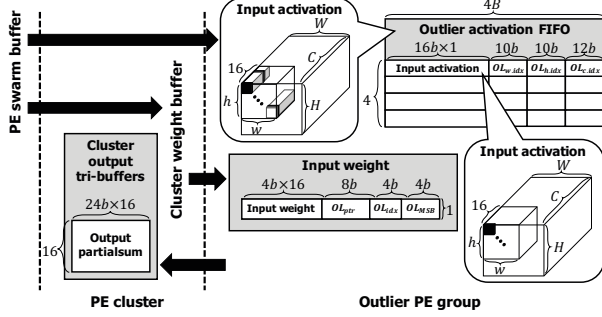 PE swarm buffer
Cluster weight buffer
Input activation
W
C
16
h
H
w
4B
Outlier activation FIFO
16b×1
10b
10b
12b
Input activation
OLw.idx
OLh.idx
OLc.idx
4
Input activation
W
C
16
h
H
w
Cluster
output
tri-buffers
24b×16
16
Output
partialsum
Input weight
4b×16
8b
4b
4b
Input weight
OLptr
OLidx
OLMSB
1
PE cluster
Outlier PE group